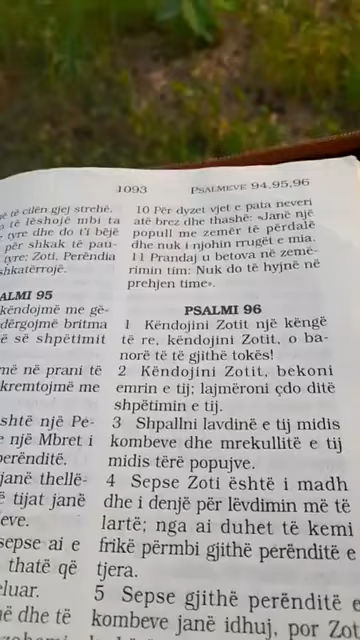 1093
PSALMEVE 94,95,96
të cilën gjej strehë,
të lëshojë mbi ta
tyre dhe do t'i bëjë
për shkak të pau-
tyre; Zoti, Perëndia
shkatërrojë.
PSALMI 95
këndojmë me gë-
dërgojmë britma
ë së shpëtimit
më në prani të
kremtojmë me
shtë një Pe-
një Mbret i
perënditë.
janë thellë-
ë tijat janë
eve.
sepse ai e
thatë që
eluar.
dhe të
10 Për dyzet vjet e pata neveri
atë brez dhe thashë: «Janë një
popull me zemër të përdalë
dhe nuk i njohin rrugët e mia.
11 Prandaj u betova në zemë-
rimin tim: Nuk do të hyjnë në
prehjen time».
PSALMI 96
1 Këndojini Zotit një këngë
të re, këndojini Zotit, o ba-
norë të të gjithë tokës!
2 Këndojini Zotit, bekoni
emrin e tij; lajmëroni çdo ditë
shpëtimin e tij.
3 Shpallni lavdinë e tij midis
kombeve dhe mrekullitë e tij
midis tërë popujve.
4 Sepse Zoti është i madh
dhe i denjë për lëvdimin më të
lartë; nga ai duhet të kemi
frikë përmbi gjithë perënditë e
tjera.
5 Sepse gjithë perënditë e
kombeve janë idhuj, por Zot